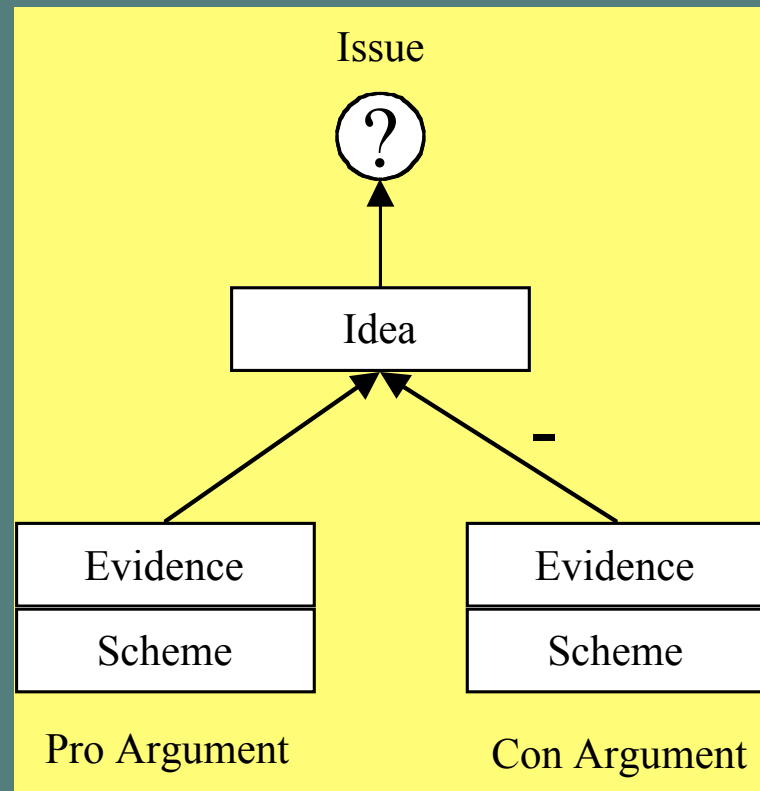 Issue
?
Idea
-
Evidence
Evidence
Scheme
Scheme
Pro Argument
Con Argument